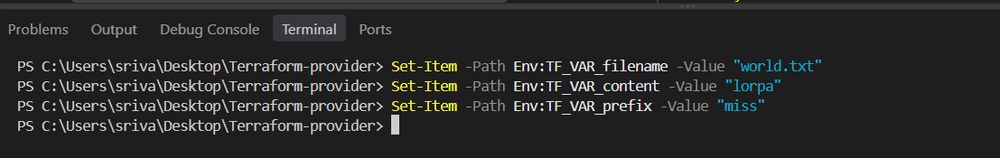 Problems Output Debug Console Terminal Ports
PS C:\Users\sriva\Desktop\Terraform-provider> Set-Item -Path Env:TF_VAR_filename -Value "world.txt"
PS C:\Users\sriva\Desktop\Terraform-provider> Set-Item -Path Env:TF_VAR_content -Value "lorpa"
PS C:\Users\sriva\Desktop\Terraform-provider> Set-Item -Path Env:TF_VAR_prefix -Value "miss"
PS C:\Users\sriva\Desktop\Terraform-provider>